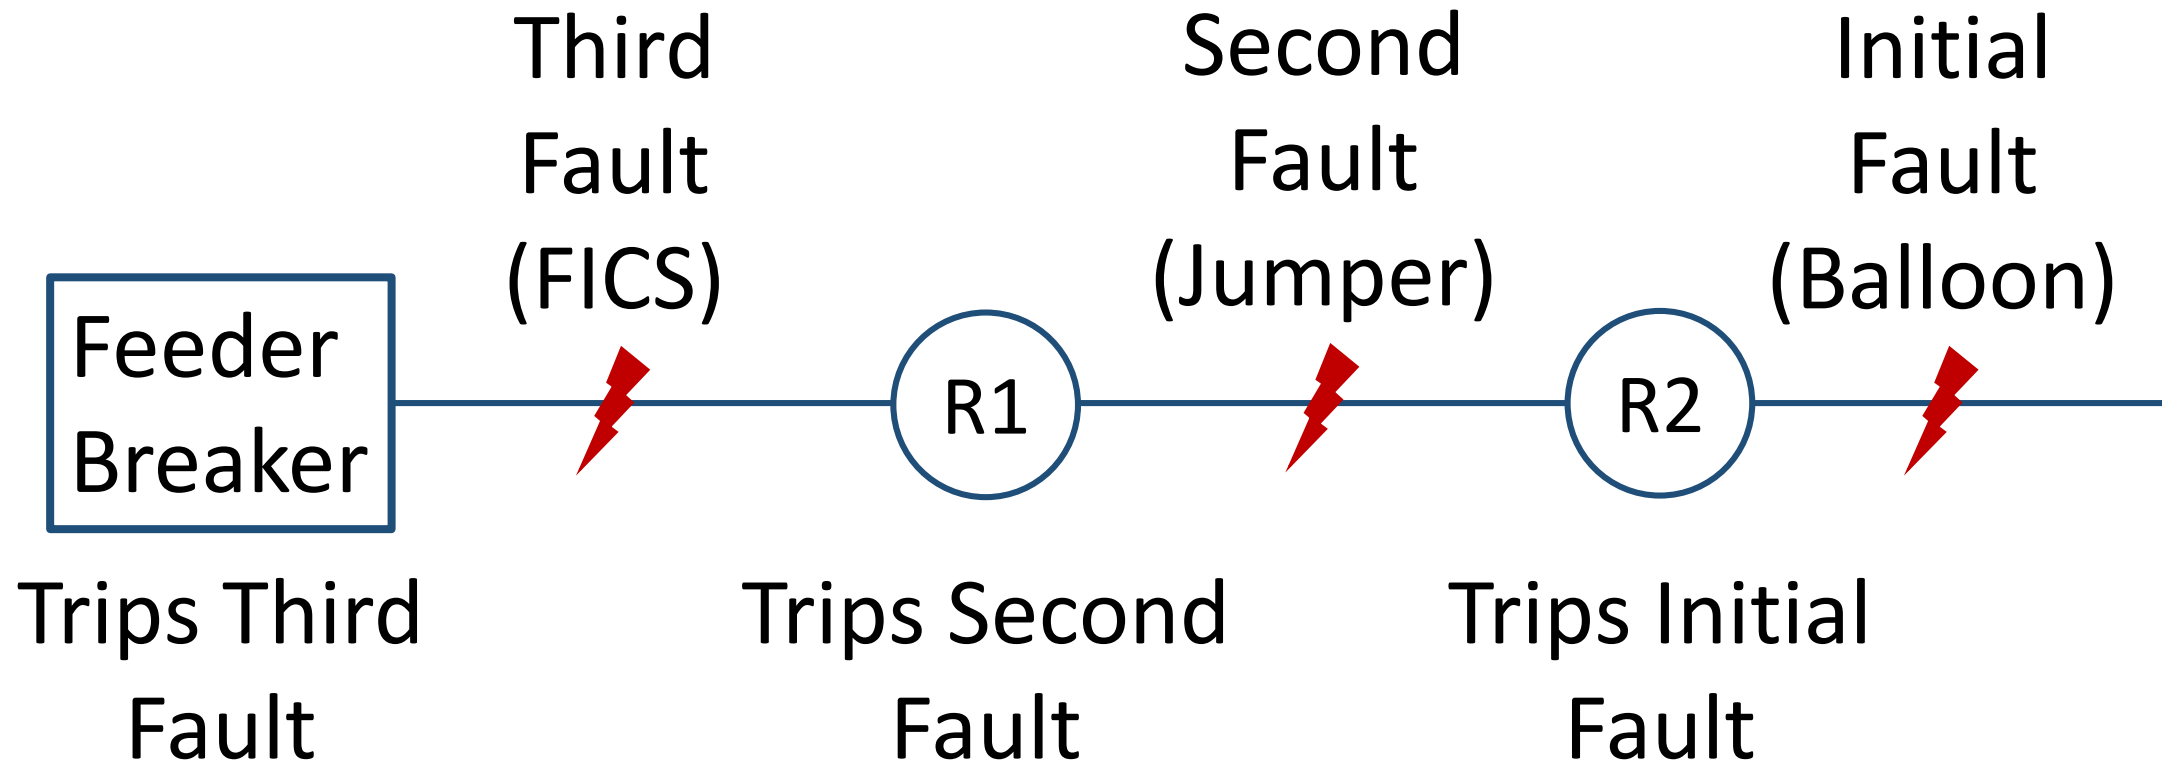 Third
Fault
(FICS)
Second
Fault
(Jumper)
Initial
Fault
(Balloon)
Feeder
Breaker
R1
R2
Trips Third
Fault
Trips Second
Fault
Trips Initial
Fault